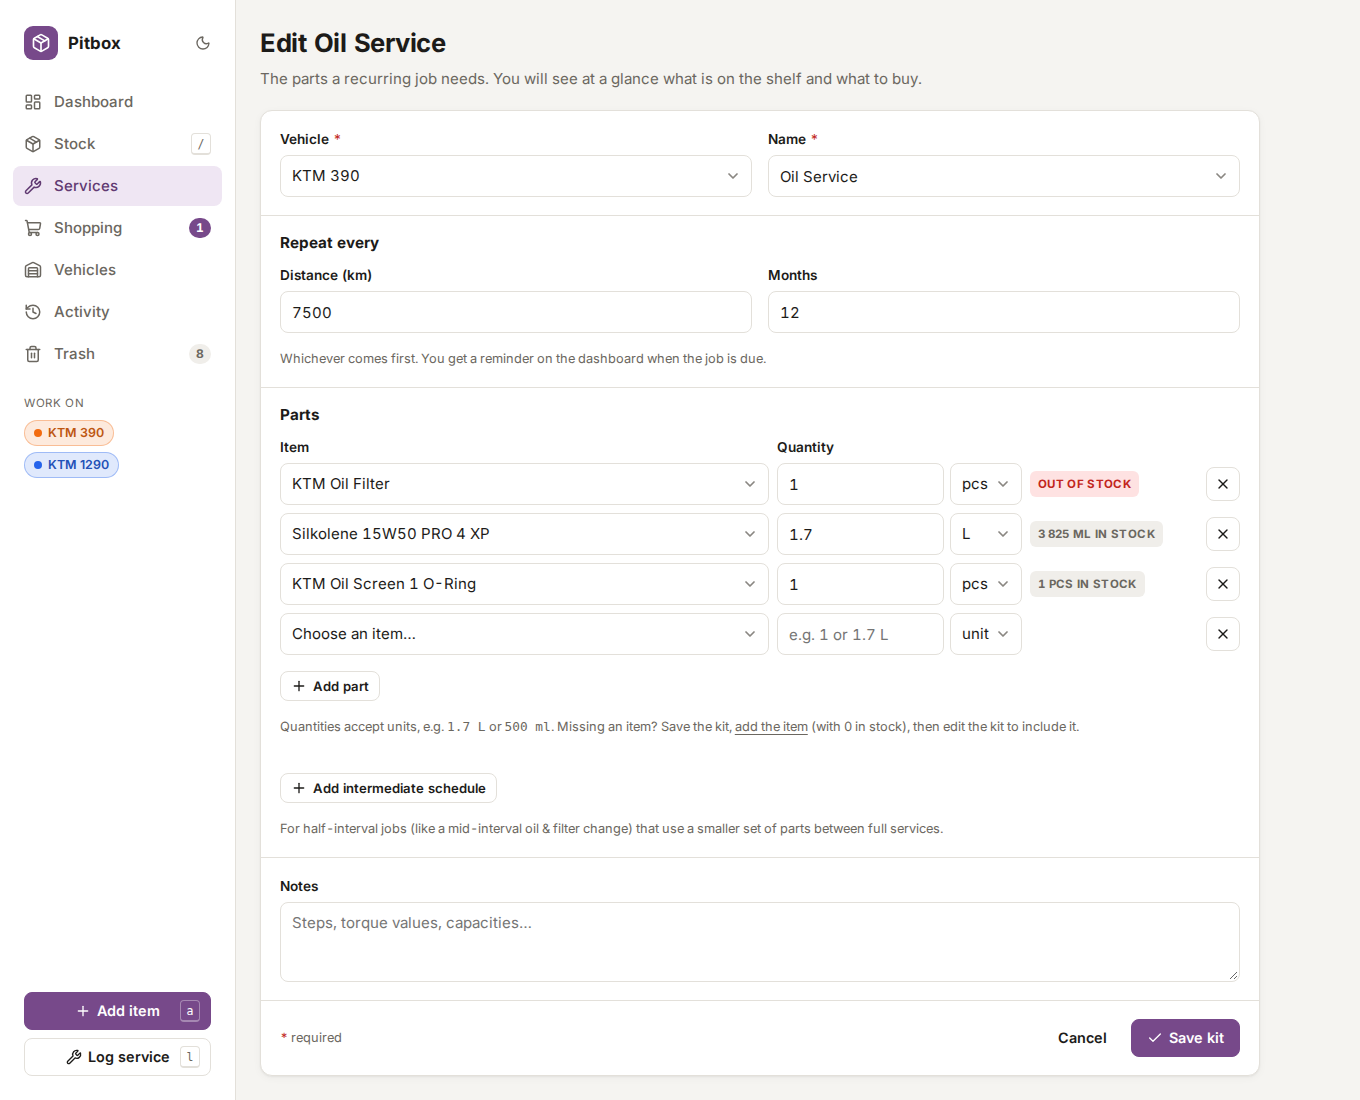 Pitbox
Dashboard
Stock /
Services
Shopping 1
Vehicles
Activity
Trash 8
WORK ON
KTM 390
KTM 1290
Add item a
Log service l
Edit Oil Service
The parts a recurring job needs. You will see at a glance what is on the shelf and what to buy.
Vehicle * Name *
KTM 390 Oil Service
Repeat every
Distance (km) Months
7500 12
Whichever comes first. You get a reminder on the dashboard when the job is due.
Parts
Item Quantity
KTM Oil Filter 1 pcs OUT OF STOCK
Silkolene 15W50 PRO 4 XP 1.7 L 3 825 ML IN STOCK
KTM Oil Screen 1 O-Ring 1 pcs 1 PCS IN STOCK
Choose an item... e.g. 1 or 1.7 L unit
Add part
Quantities accept units, e.g. 1.7 L or 500 ml. Missing an item? Save the kit, add the item (with 0 in stock), then edit the kit to include it.
Add intermediate schedule
For half-interval jobs (like a mid-interval oil & filter change) that use a smaller set of parts between full services.
Notes
Steps, torque values, capacities...
* required Cancel Save kit